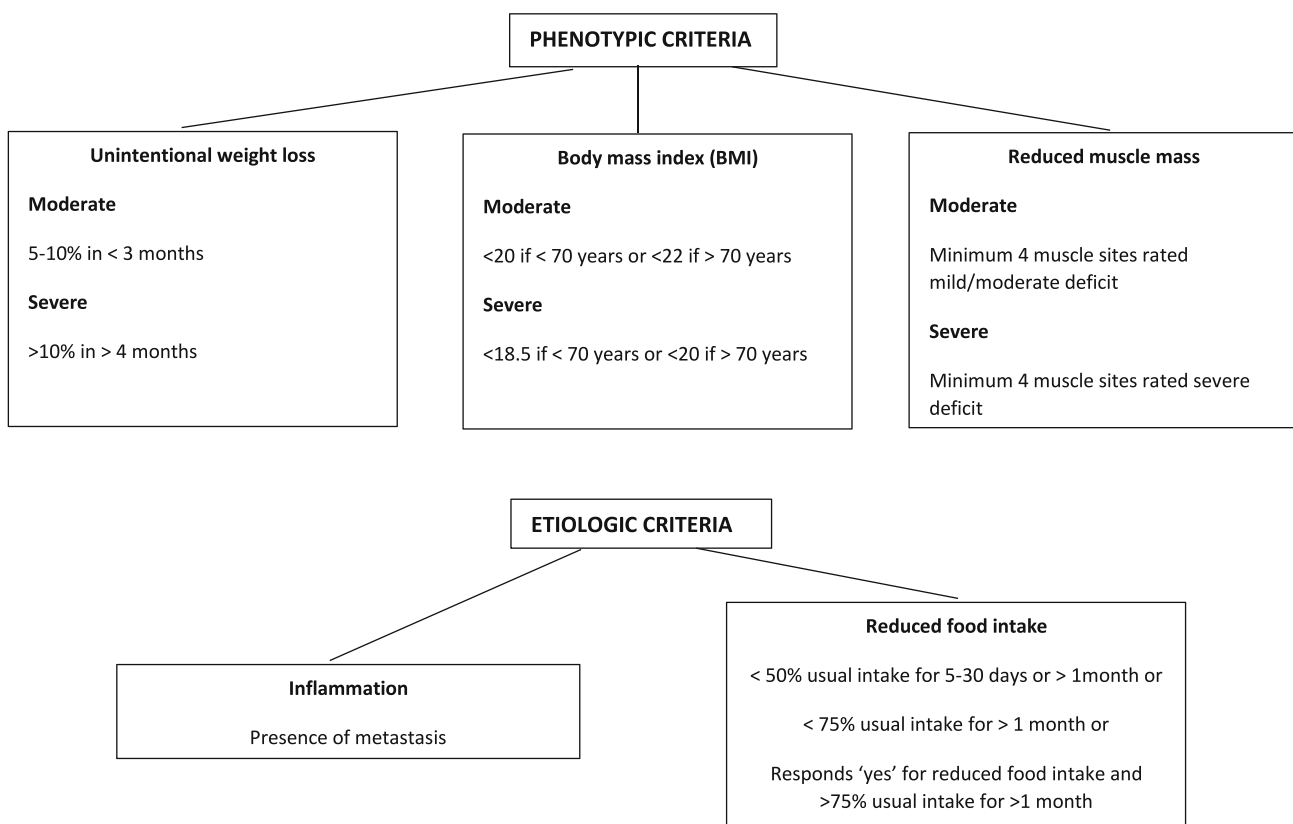 PHENOTYPIC CRITERIA
Unintentional weight loss
Moderate
5-10% in < 3 months
Severe
>10% in > 4 months
Body mass index (BMI)
Moderate
<20 if < 70 years or <22 if > 70 years
Severe
<18.5 if < 70 years or <20 if > 70 years
Reduced muscle mass
Moderate
Minimum 4 muscle sites rated
mild/moderate deficit
Severe
Minimum 4 muscle sites rated severe
deficit
ETIOLOGIC CRITERIA
Inflammation
Presence of metastasis
Reduced food intake
< 50% usual intake for 5-30 days or > 1month or
< 75% usual intake for > 1 month or
Responds ‘yes’ for reduced food intake and
>75% usual intake for >1 month